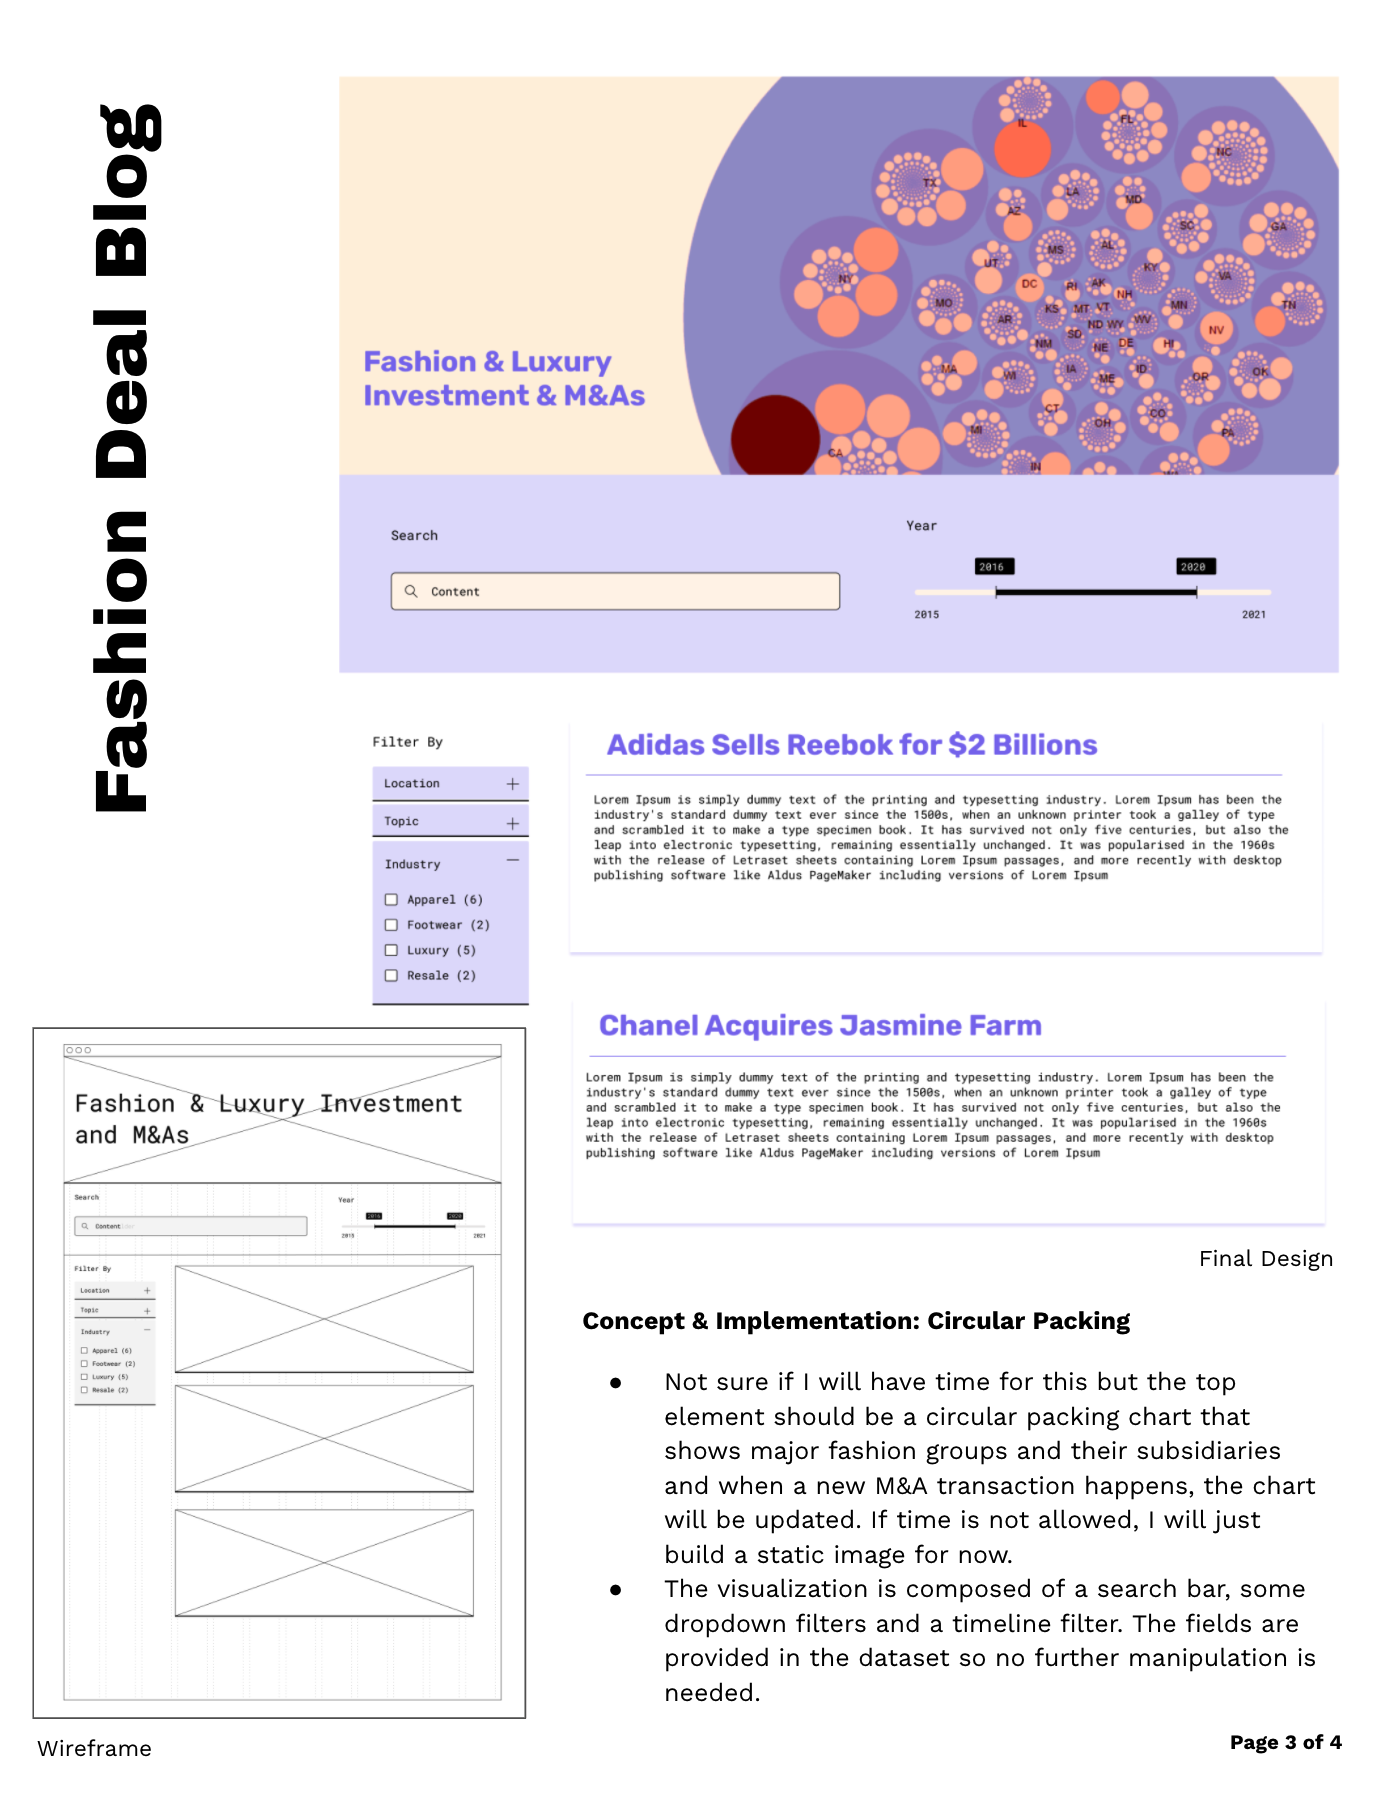 Fashion Deal Blog
Fashion & Luxury
Investment & M&As
IL
FL
NC
TX
LA
MD
AZ
SC
GA
MS
AL
UT
KY
VA
NY
DC
RI
AK
NH
MO
KS
MT
VT
MN
TN
AR
ND
WY
WV
NV
SD
NM
NE
DE
HI
MA
WI
IA
ME
ID
OR
OK
CT
OH
CO
MI
PA
CA
IN
Search
Content
Year
2016
2020
2015
2021
Filter By
Location
Topic
Industry
Apparel (6)
Footwear (2)
Luxury (5)
Resale (2)
Adidas Sells Reebok for $2 Billions
Lorem Ipsum is simply dummy text of the printing and typesetting industry. Lorem Ipsum has been the
industry's standard dummy text ever since the 1500s, when an unknown printer took a galley of type
and scrambled it to make a type specimen book. It has survived not only five centuries, but also the
leap into electronic typesetting, remaining essentially unchanged. It was popularised in the 1960s
with the release of Letraset sheets containing Lorem Ipsum passages, and more recently with desktop
publishing software like Aldus PageMaker including versions of Lorem Ipsum
Chanel Acquires Jasmine Farm
Lorem Ipsum is simply dummy text of the printing and typesetting industry. Lorem Ipsum has been the
industry's standard dummy text ever since the 1500s, when an unknown printer took a galley of type
and scrambled it to make a type specimen book. It has survived not only five centuries, but also the
leap into electronic typesetting, remaining essentially unchanged. It was popularised in the 1960s
with the release of Letraset sheets containing Lorem Ipsum passages, and more recently with desktop
publishing software like Aldus PageMaker including versions of Lorem Ipsum
Final Design
Fashion & Luxury Investment
and M&As
Search
Content
Year
2016
2020
2015
2021
Filter By
Location
Topic
Industry
Apparel (6)
Footwear (2)
Luxury (5)
Resale (2)
Wireframe
Concept & Implementation: Circular Packing
● Not sure if I will have time for this but the top
element should be a circular packing chart that
shows major fashion groups and their subsidiaries
and when a new M&A transaction happens, the chart
will be updated. If time is not allowed, I will just
build a static image for now.
● The visualization is composed of a search bar, some
dropdown filters and a timeline filter. The fields are
provided in the dataset so no further manipulation is
needed.
Page 3 of 4